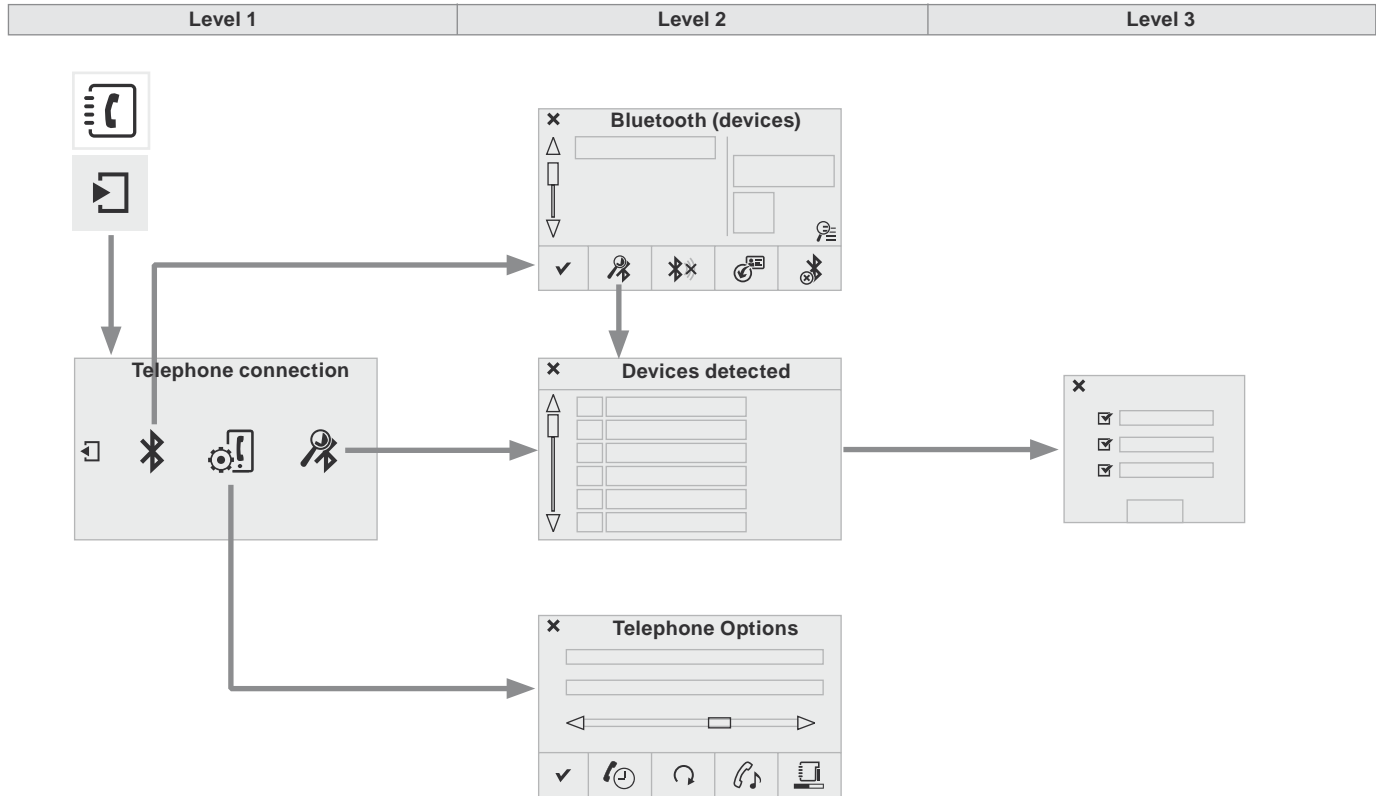 Level 1
Level 2
Level 3
Bluetooth (devices)
Telephone connection
Devices detected
Telephone Options